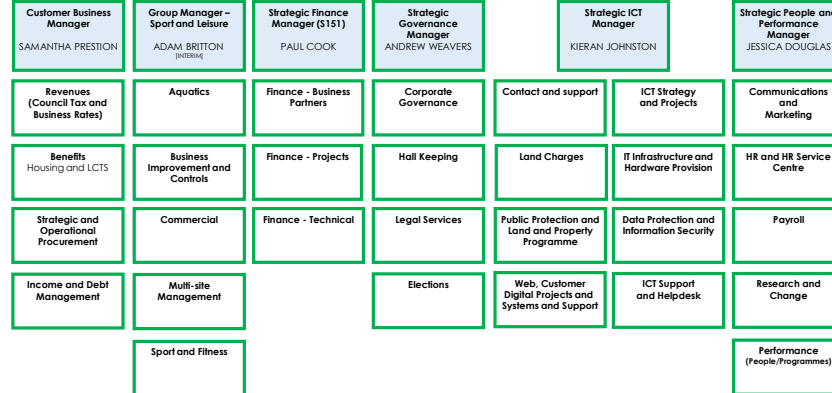 Customer Business
Manager
SAMANTHA PRESTION
Group Manager –
Sport and Leisure
ADAM BRITTON
(INTERIM)
Strategic Finance
Manager (S151)
PAUL COOK
Strategic
Governance
Manager
ANDREW WEAVERS
Strategic ICT
Manager
KIERAN JOHNSTON
Strategic People and
Performance
Manager
JESSICA DOUGLAS
Revenues
(Council Tax and
Business Rates)
Aquatics
Finance - Business
Partners
Corporate
Governance
Contact and support
ICT Strategy
and Projects
Communications
and
Marketing
Benefits
Housing and LCTS
Business
Improvement and
Controls
Finance - Projects
Hall Keeping
Land Charges
IT Infrastructure and
Hardware Provision
HR and HR Service
Centre
Strategic and
Operational
Procurement
Commercial
Finance - Technical
Legal Services
Public Protection and
Land and Property
Programme
Data Protection and
Information Security
Payroll
Income and Debt
Management
Multi-site
Management
Elections
Web, Customer
Digital Projects and
Systems and Support
ICT Support
and Helpdesk
Research and
Change
Sport and Fitness
Performance
(People/Programmes)